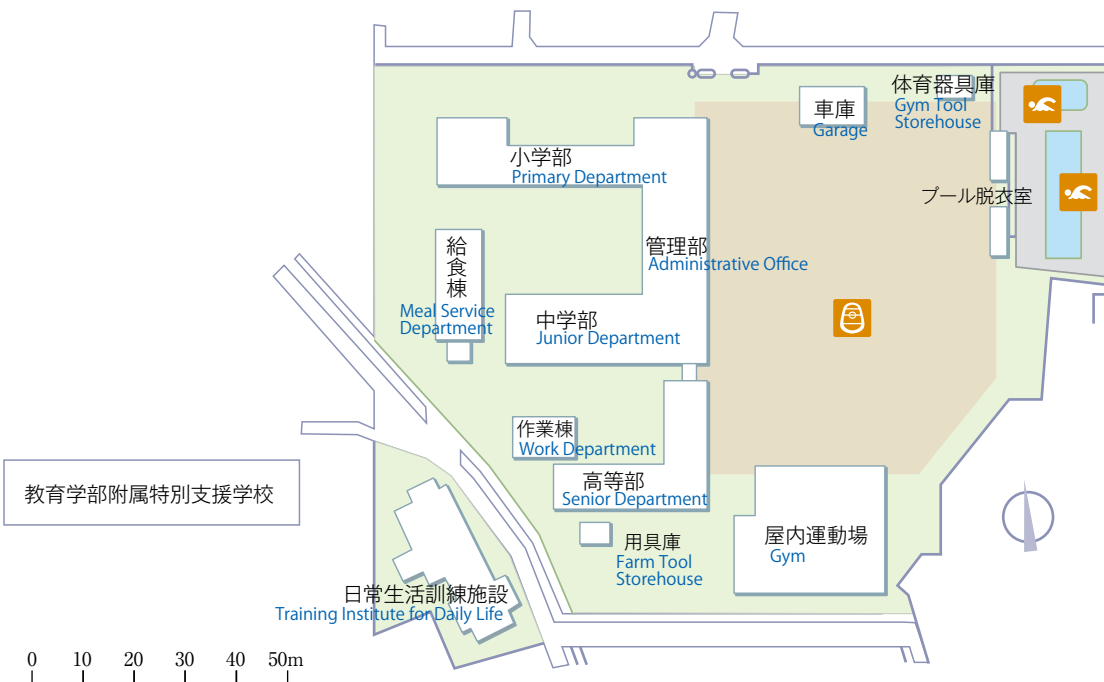 体育器具庫
Gym Tool
Storehouse
車庫
Garage
小学部
Primary Department
プール脱衣室
給食棟
Meal Service
Department
管理部
Administrative Office
中学部
Junior Department
作業棟
Work Department
高等部
Senior Department
教育学部附属特別支援学校
用具庫
Farm Tool
Storehouse
屋内運動場
Gym
日常生活訓練施設
Training Institute for Daily Life
0 10 20 30 40 50m